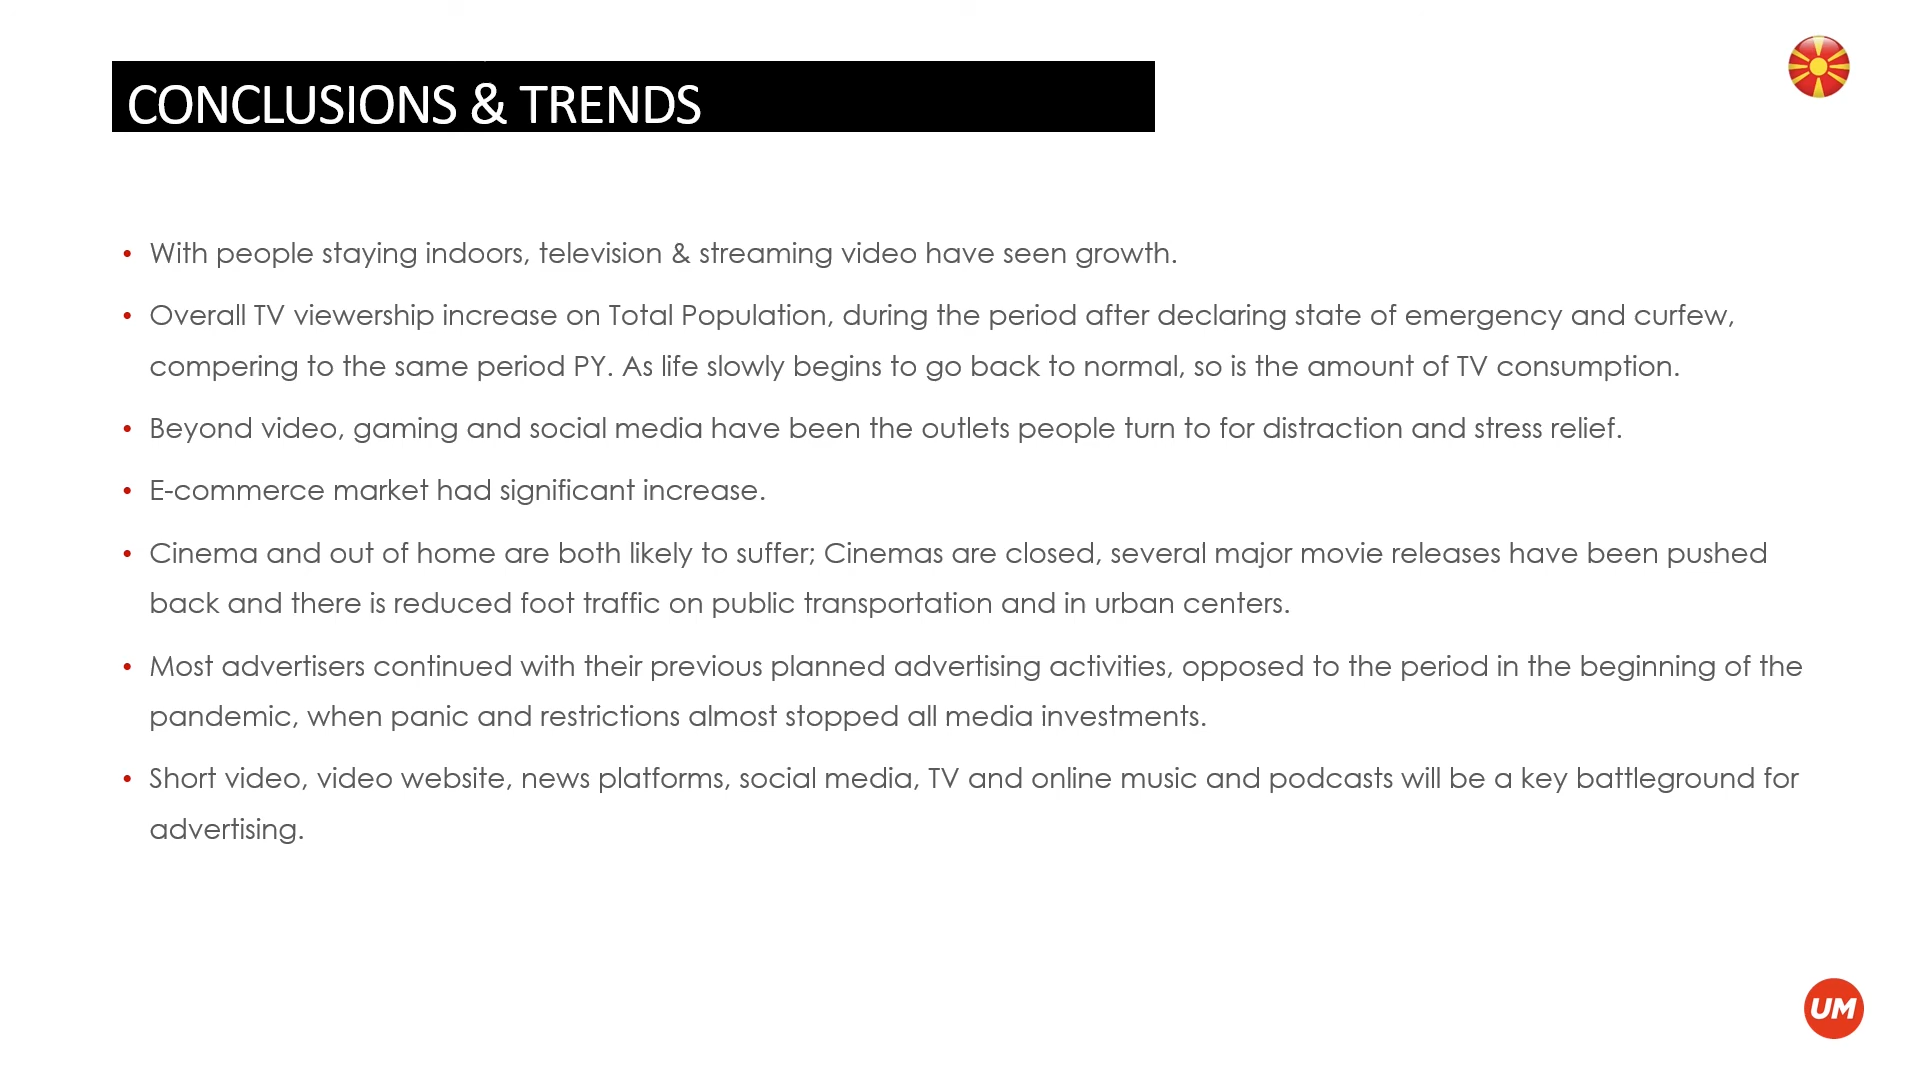 CONCLUSIONS & TRENDS
• With people staying indoors, television & streaming video have seen growth.
• Overall TV viewership increase on Total Population, during the period after declaring state of emergency and curfew,
compering to the same period PY. As life slowly begins to go back to normal, so is the amount of TV consumption.
• Beyond video, gaming and social media have been the outlets people turn to for distraction and stress relief.
• E-commerce market had significant increase.
• Cinema and out of home are both likely to suffer; Cinemas are closed, several major movie releases have been pushed
back and there is reduced foot traffic on public transportation and in urban centers.
• Most advertisers continued with their previous planned advertising activities, opposed to the period in the beginning of the
pandemic, when panic and restrictions almost stopped all media investments.
• Short video, video website, news platforms, social media, TV and online music and podcasts will be a key battleground for
advertising.
UM